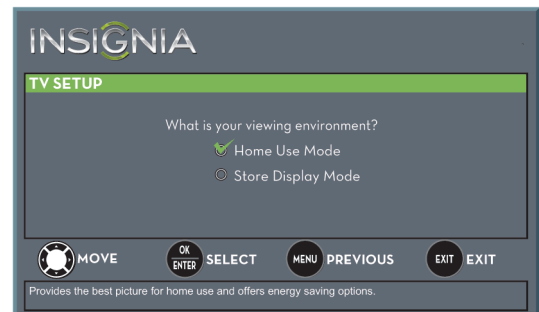 INSIGNIA
TV SETUP
What is your viewing environment?
Home Use Mode
Store Display Mode
MOVE OK ENTER SELECT MENU PREVIOUS EXIT EXIT
Provides the best picture for home use and offers energy saving options.